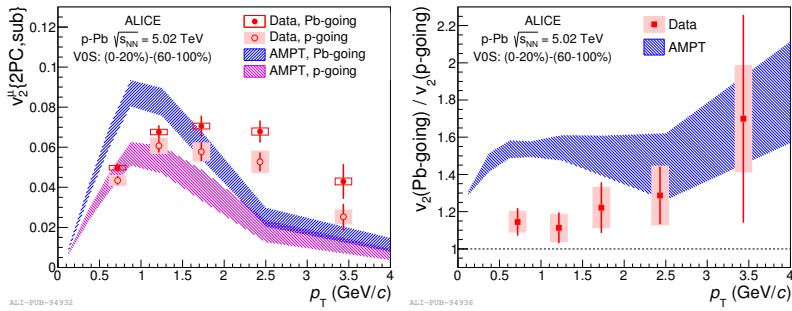 ALICE
p-Pb √s_NN = 5.02 TeV
V0S: (0-20%)-(60-100%)
Data, Pb-going
Data, p-going
AMPT, Pb-going
AMPT, p-going
v₂^μ{2PC,sub}
0.12
0.1
0.08
0.06
0.04
0.02
0
0 0.5 1 1.5 2 2.5 3 3.5 4
p_T (GeV/c)
ALI-PUB-94932
ALICE
p-Pb √s_NN = 5.02 TeV
V0S: (0-20%)-(60-100%)
Data
AMPT
v₂(Pb-going) / v₂(p-going)
2.2
2
1.8
1.6
1.4
1.2
1
0 0.5 1 1.5 2 2.5 3 3.5 4
p_T (GeV/c)
ALI-PUB-94936